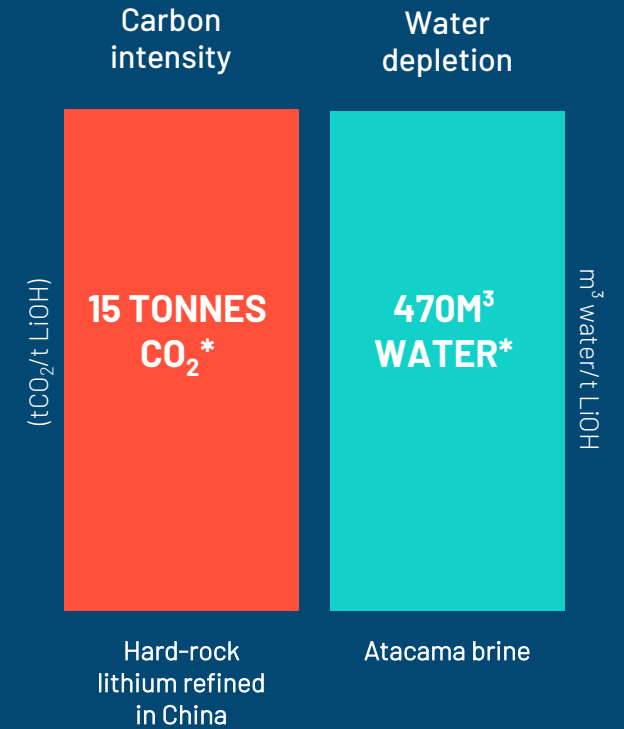 Carbon
intensity
Water
depletion
(tCO₂/t LiOH)
15 TONNES
CO₂*
470M³
WATER*
m³ water/t LiOH
Hard-rock
lithium refined
in China
Atacama brine